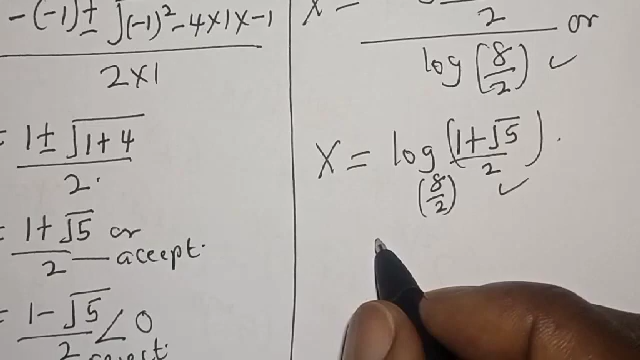 -(-1) ± √(-1)² - 4×1×-1
2×1
= 1 ± √1+4
2.
= 1+√5 or
2 — accept.
= 1-√5 < 0
2
X =
2 or
log (8/2) ✓
X = log (1+√5 / 2).
(8/2) ✓